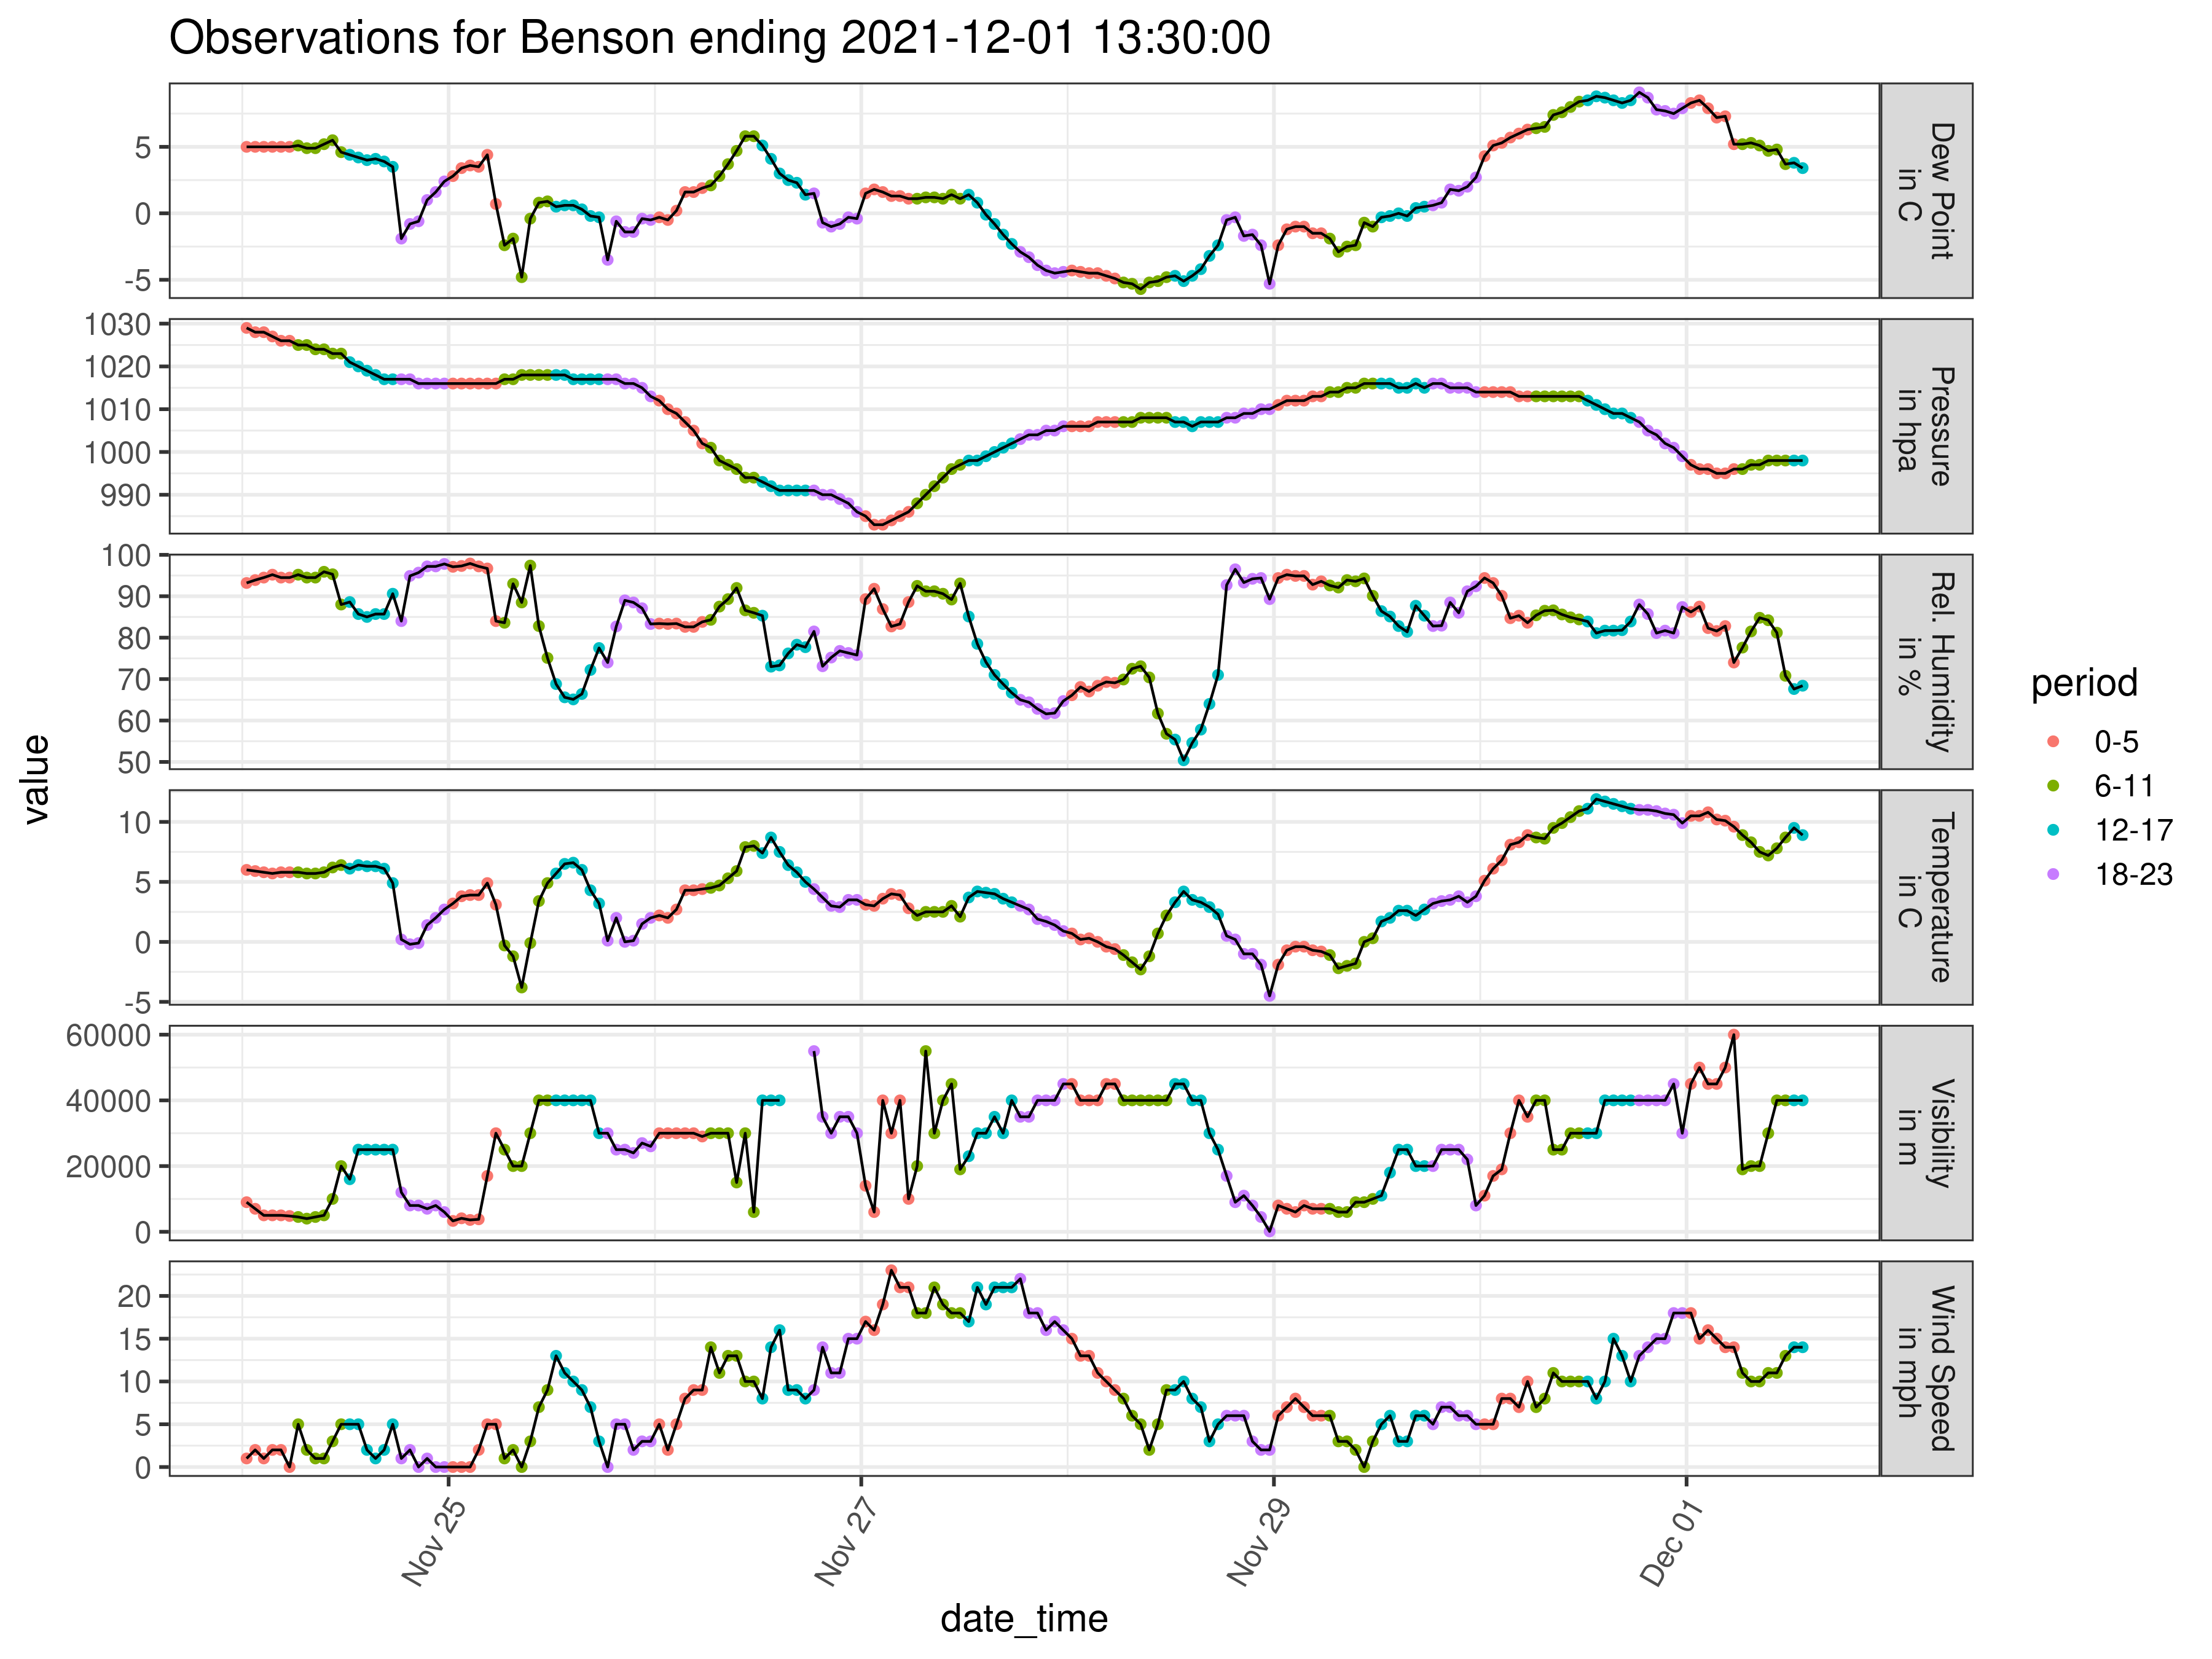 Observations for Benson ending 2021-12-01 13:30:00
value
5
0
-5
Dew Point
in C
1030
1020
1010
1000
990
Pressure
in hpa
100
90
80
70
60
50
Rel. Humidity
in %
10
5
0
-5
Temperature
in C
60000
40000
20000
0
Visibility
in m
20
15
10
5
0
Wind Speed
in mph
Nov 25
Nov 27
Nov 29
Dec 01
date_time
period
0-5
6-11
12-17
18-23